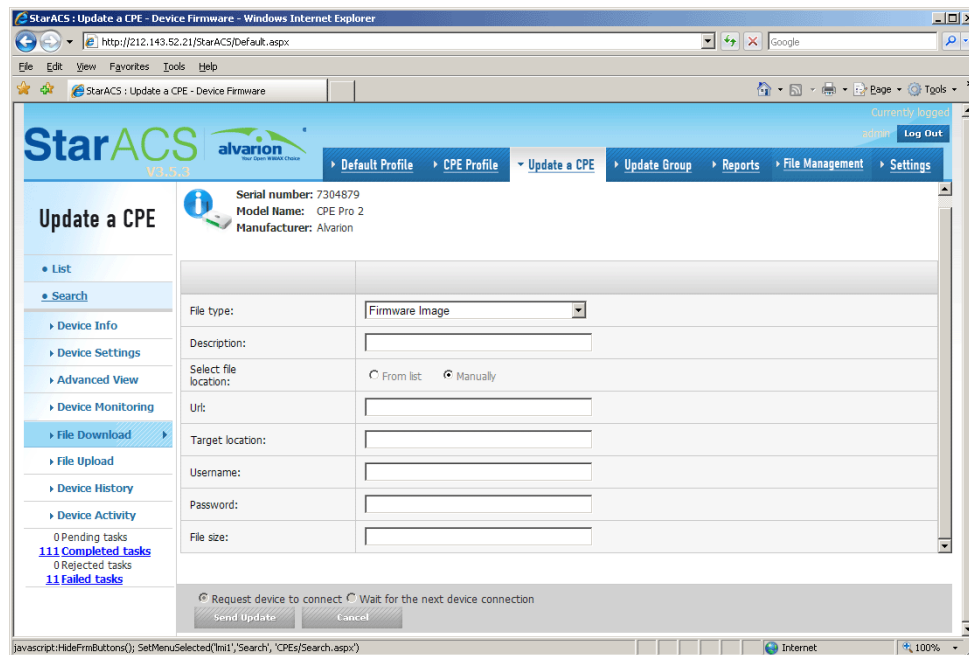 StarACS : Update a CPE - Device Firmware - Windows Internet Explorer
http://212.143.52.21/StarACS/Default.aspx
Google
File Edit View Favorites Tools Help
StarACS : Update a CPE - Device Firmware
Page Tools
Currently logged
admin Log Out
StarACS
V3.5.3
alvarion
Your Open WiMAX Choice
Default Profile CPE Profile Update a CPE Update Group Reports File Management Settings
Update a CPE
Serial number: 7304879
Model Name: CPE Pro 2
Manufacturer: Alvarion
List
Search
Device Info
Device Settings
Advanced View
Device Monitoring
File Download
File Upload
Device History
Device Activity
0 Pending tasks
111 Completed tasks
0 Rejected tasks
11 Failed tasks
File type: Firmware Image
Description:
Select file
location:
From list Manually
Url:
Target location:
Username:
Password:
File size:
Request device to connect Wait for the next device connection
Send Update Cancel
javascript:HideFrmButtons(); SetMenuSelected('lmi1','Search', 'CPEs/Search.aspx')
Internet
100%